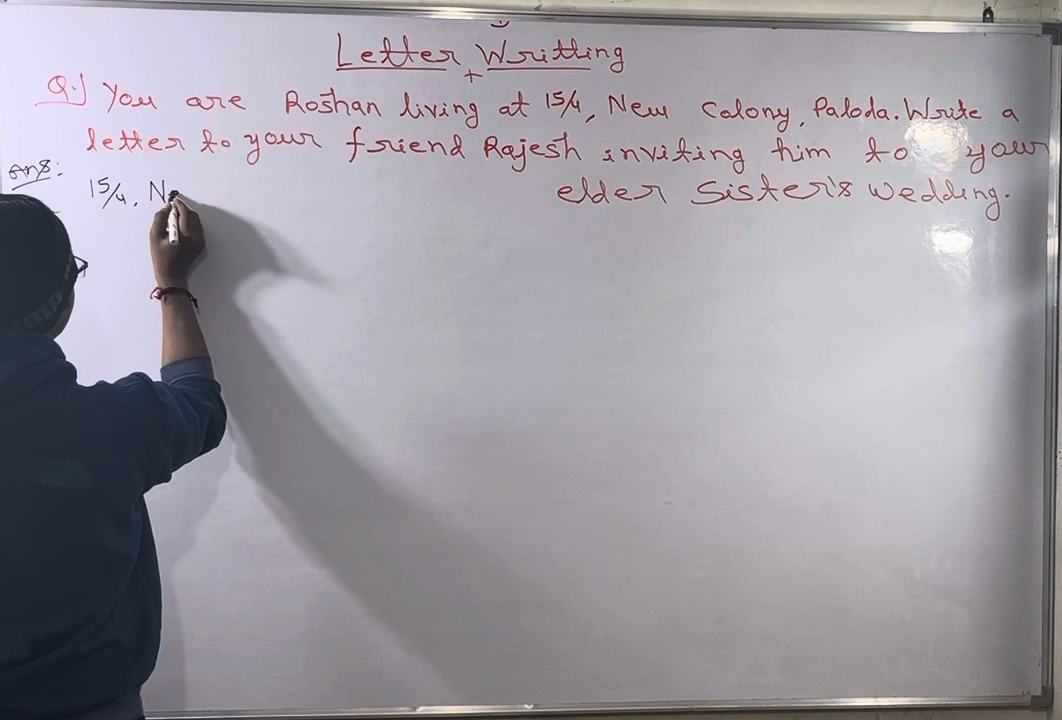 Letter Writting
Q.) You are Roshan living at 15/4, New Colony, Paloda. Write a
letter to your friend Rajesh inviting him to your
elder Sister's wedding.
ans:
15/4, Ne